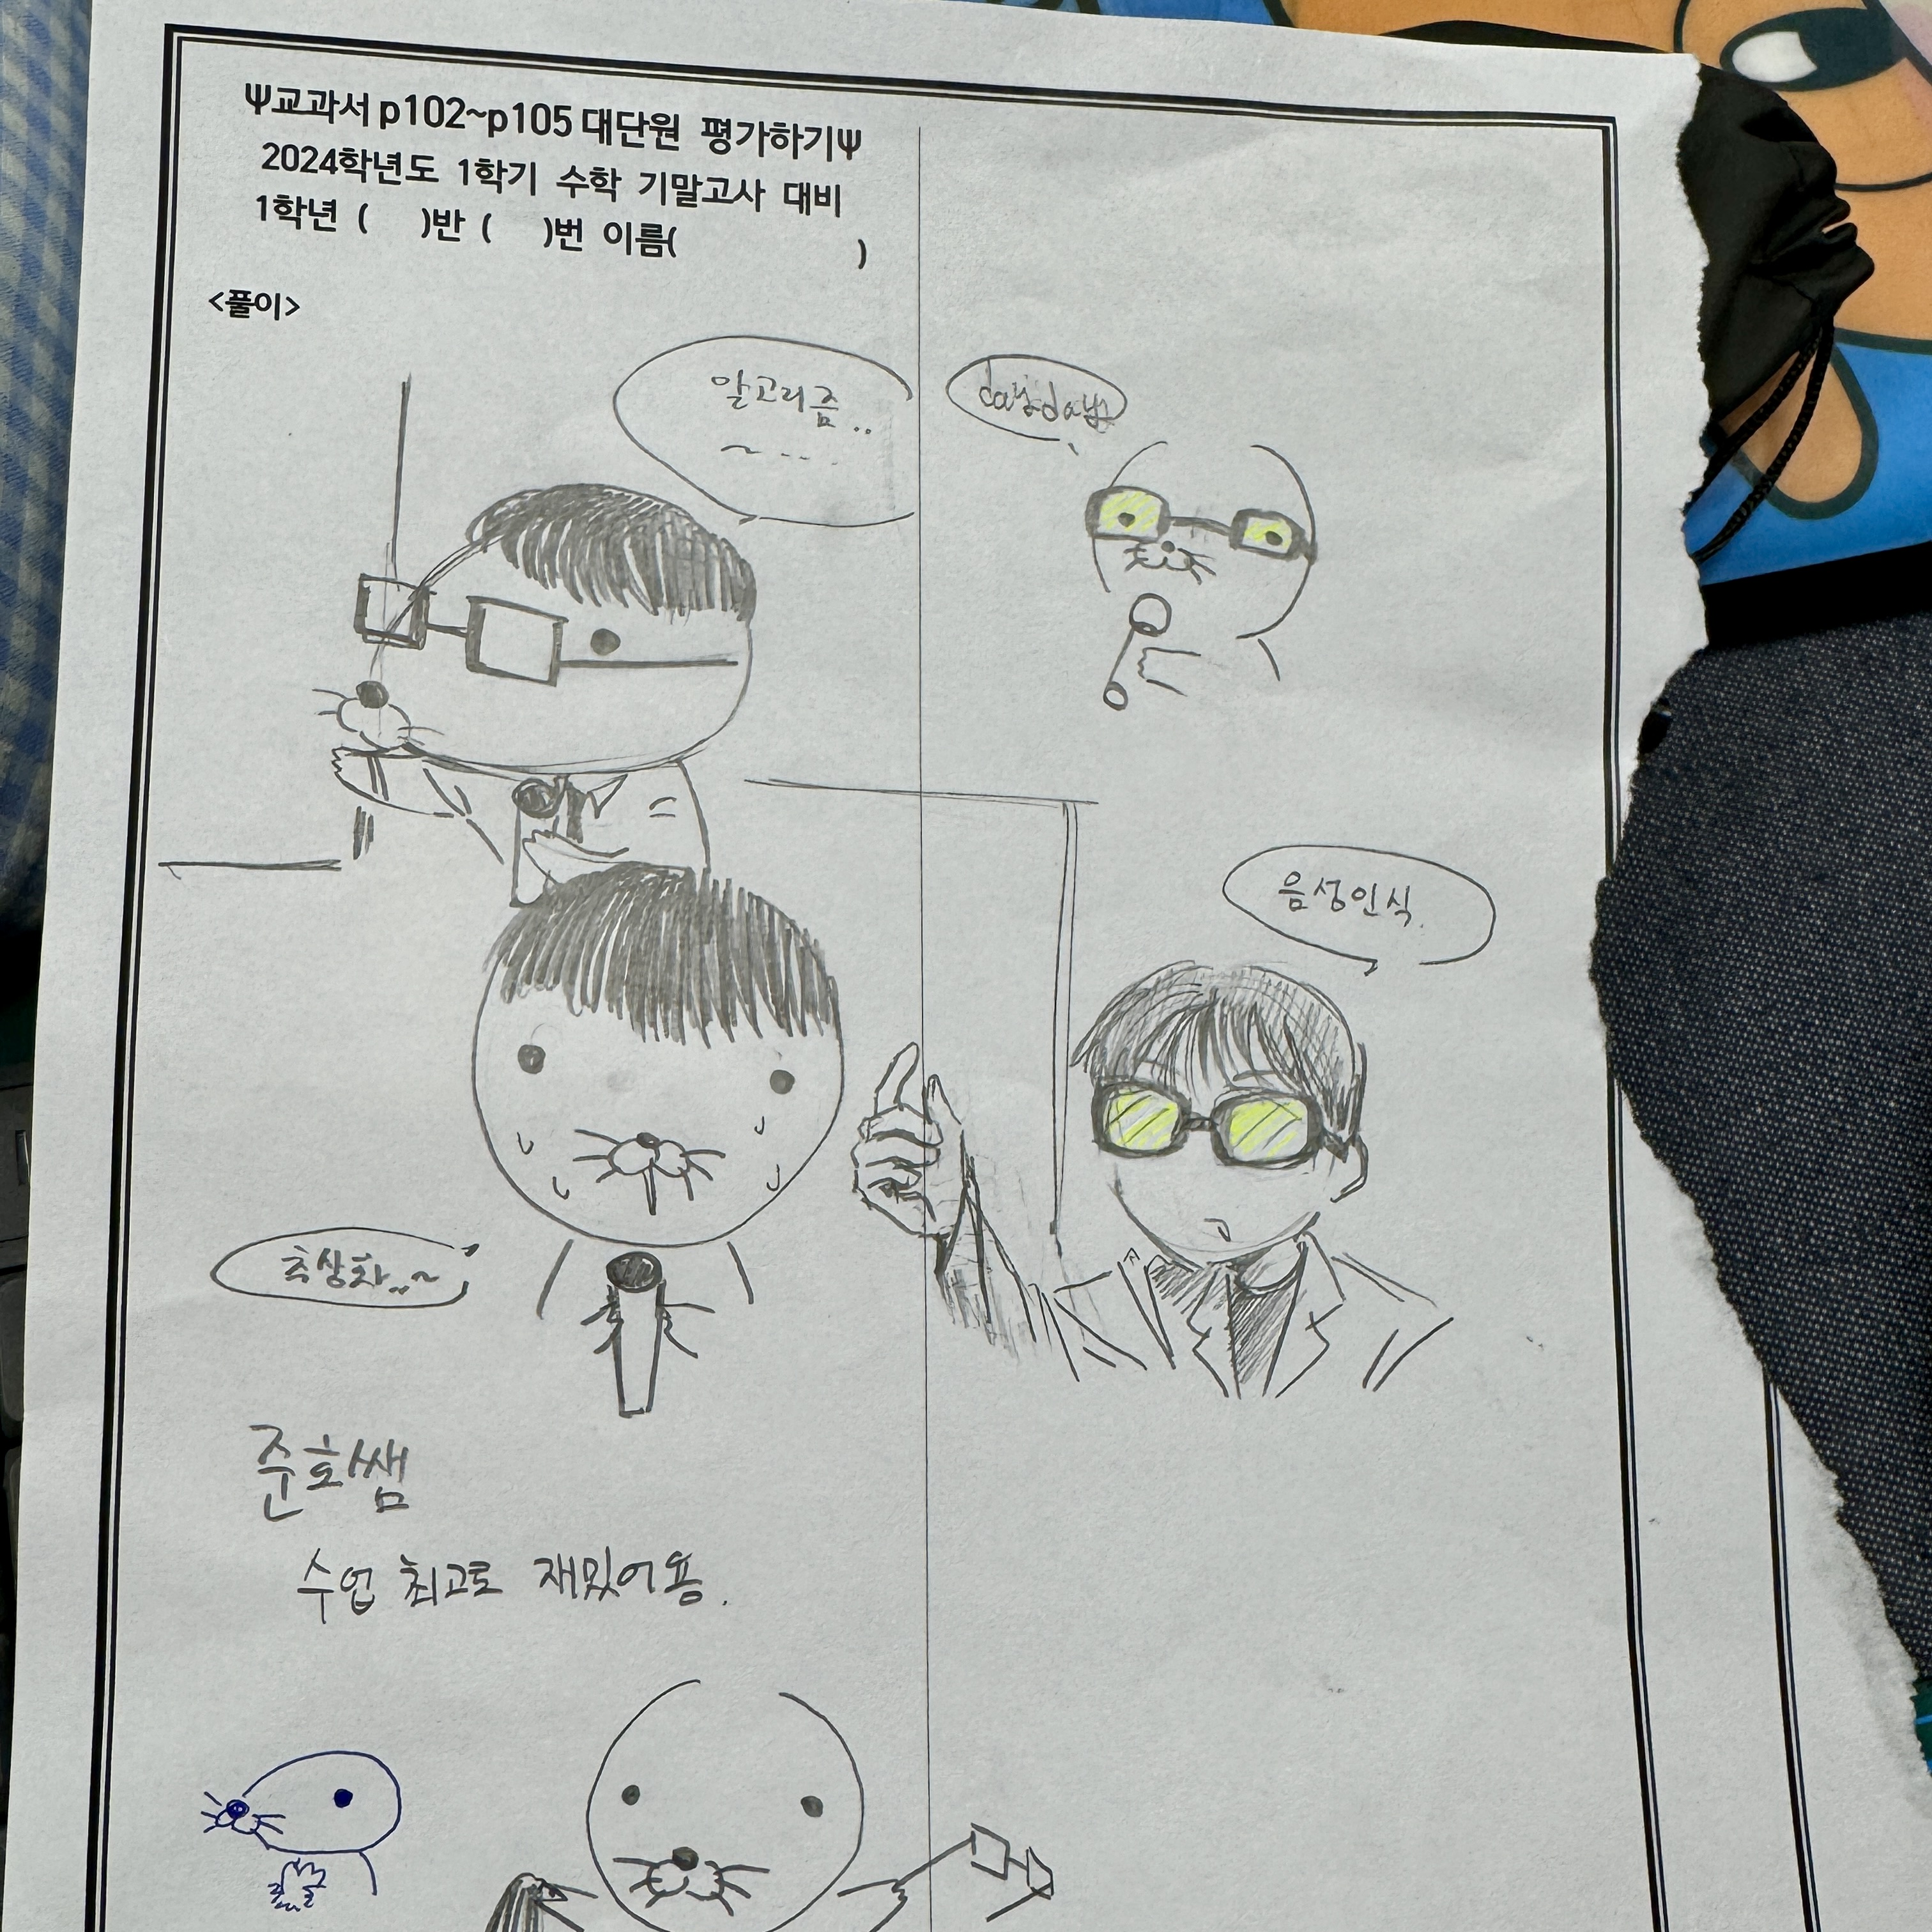 Ψ교과서 p102~p105 대단원 평가하기Ψ
2024학년도 1학기 수학 기말고사 대비
1학년 ( )반 ( )번 이름( )
<풀이>
알고리즘..
~ ...
음성인식.
추상화..~
준호쌤
수업 최고로 재밌어용.